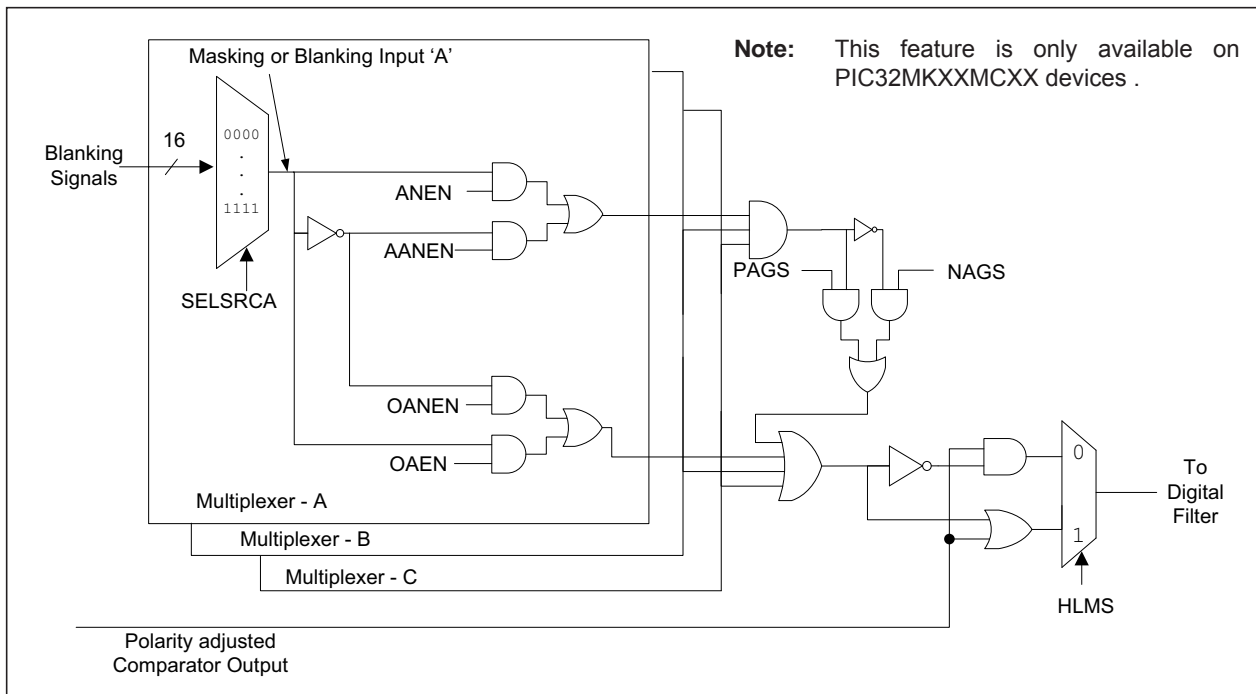 Masking or Blanking Input ‘A’
Note: This feature is only available on
PIC32MKXXMCXX devices .
16
Blanking
Signals
0000
.
.
.
1111
SELSRCA
ANEN
AANEN
OANEN
OAEN
PAGS
NAGS
Multiplexer - A
Multiplexer - B
Multiplexer - C
0
1
To
Digital
Filter
HLMS
Polarity adjusted
Comparator Output